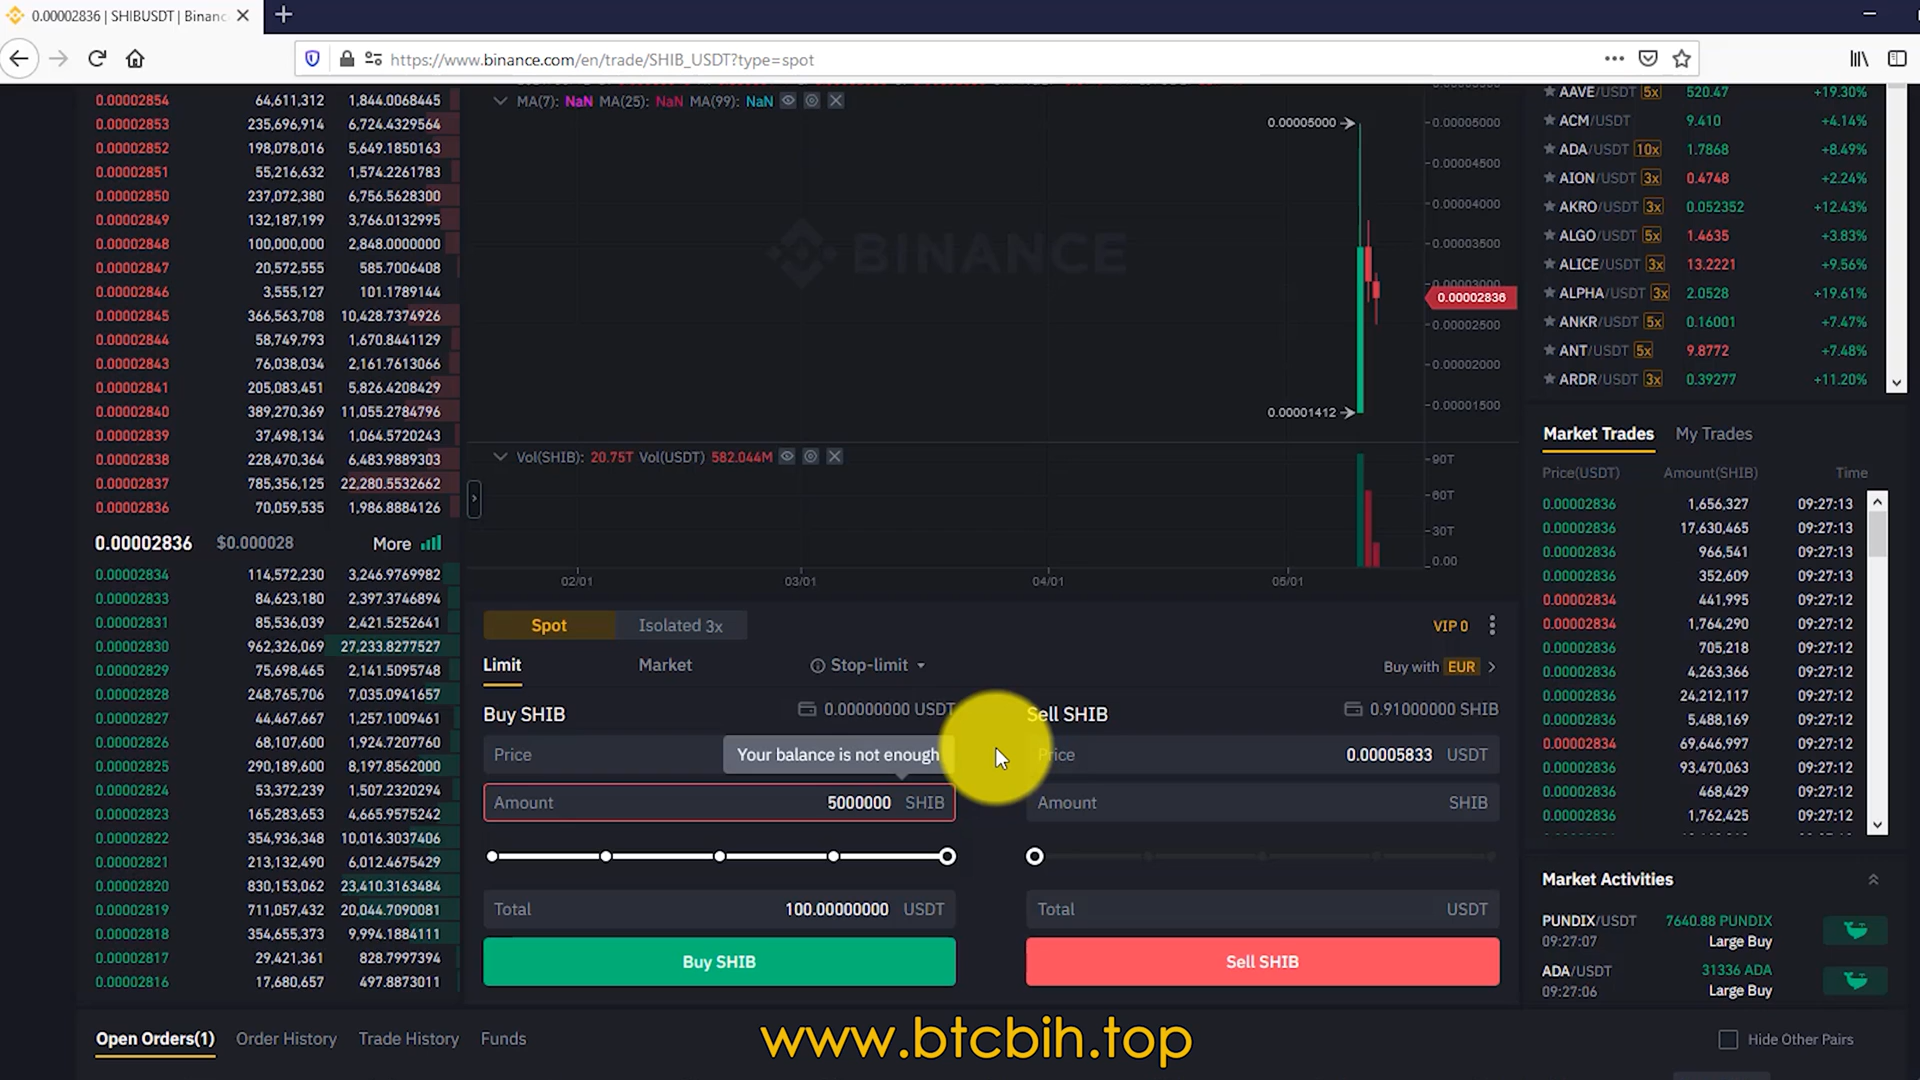 0.00002836 | SHIBUSDT | Binanc
https://www.binance.com/en/trade/SHIB_USDT?type=spot
0.00002854 64,611,312 1,844.0068445
0.00002853 235,696,914 6,724.4329564
0.00002852 198,078,016 5,649.1850163
0.00002851 55,216,632 1,574.2261783
0.00002850 237,072,380 6,756.5628300
0.00002849 132,187,199 3,766.0132995
0.00002848 100,000,000 2,848.0000000
0.00002847 20,572,555 585.7006408
0.00002846 3,555,127 101.1789144
0.00002845 366,563,708 10,428.7374926
0.00002844 58,749,793 1,670.8441129
0.00002843 76,038,034 2,161.7613066
0.00002841 205,083,451 5,826.4208429
0.00002840 389,270,369 11,055.2784796
0.00002839 37,498,134 1,064.5720243
0.00002838 228,470,364 6,483.9889303
0.00002837 785,356,125 22,280.5532662
0.00002836 70,059,535 1,986.8884126
0.00002836 $0.000028 More
0.00002834 114,572,230 3,246.9769982
0.00002833 84,623,180 2,397.3746894
0.00002831 85,536,039 2,421.5252641
0.00002830 962,326,069 27,233.8277527
0.00002829 75,698,465 2,141.5095748
0.00002828 248,765,706 7,035.0941657
0.00002827 44,467,667 1,257.1009461
0.00002826 68,107,600 1,924.7207760
0.00002825 290,189,600 8,197.8562000
0.00002824 53,372,239 1,507.2320294
0.00002823 165,283,653 4,665.9575242
0.00002822 354,936,348 10,016.3037406
0.00002821 213,132,490 6,012.4675429
0.00002820 830,153,062 23,410.3163484
0.00002819 711,057,432 20,044.7090081
0.00002818 354,655,373 9,994.1884111
0.00002817 29,421,361 828.7997394
0.00002816 17,680,657 497.8873011
MA(7): NaN MA(25): NaN MA(99): NaN
0.00005000
0.00001412
BINANCE
0.00005000
0.00004500
0.00004000
0.00003500
0.00003000
0.00002836
0.00002500
0.00002000
0.00001500
Vol(SHIB): 20.75T Vol(USDT) 582.044M
90T
60T
30T
0.00
02/01 03/01 04/01 05/01
Spot Isolated 3x VIP 0
Limit Market Stop-limit Buy with EUR
Buy SHIB 0.00000000 USDT
Price Your balance is not enough
Amount 5000000 SHIB
Total 100.00000000 USDT
Buy SHIB
Sell SHIB 0.91000000 SHIB
Price 0.00005833 USDT
Amount SHIB
Total USDT
Sell SHIB
AAVE/USDT 5x 520.47 +19.30%
ACM/USDT 9.410 +4.14%
ADA/USDT 10x 1.7868 +8.49%
AION/USDT 3x 0.4748 +2.24%
AKRO/USDT 3x 0.052352 +12.43%
ALGO/USDT 5x 1.4635 +3.83%
ALICE/USDT 3x 13.2221 +9.56%
ALPHA/USDT 3x 2.0528 +19.61%
ANKR/USDT 5x 0.16001 +7.47%
ANT/USDT 5x 9.8772 +7.48%
ARDR/USDT 3x 0.39277 +11.20%
Market Trades My Trades
Price(USDT) Amount(SHIB) Time
0.00002836 1,656,327 09:27:13
0.00002836 17,630,465 09:27:13
0.00002836 966,541 09:27:13
0.00002836 352,609 09:27:13
0.00002834 441,995 09:27:12
0.00002834 1,764,290 09:27:12
0.00002836 705,218 09:27:12
0.00002836 4,263,366 09:27:12
0.00002836 24,212,117 09:27:12
0.00002836 5,488,169 09:27:12
0.00002834 69,646,997 09:27:12
0.00002836 93,470,063 09:27:12
0.00002836 468,429 09:27:12
0.00002836 1,762,425 09:27:12
Market Activities
PUNDIX/USDT 7640.88 PUNDIX
09:27:07 Large Buy
ADA/USDT 31336 ADA
09:27:06 Large Buy
Open Orders(1) Order History Trade History Funds
www.btcbih.top
Hide Other Pairs